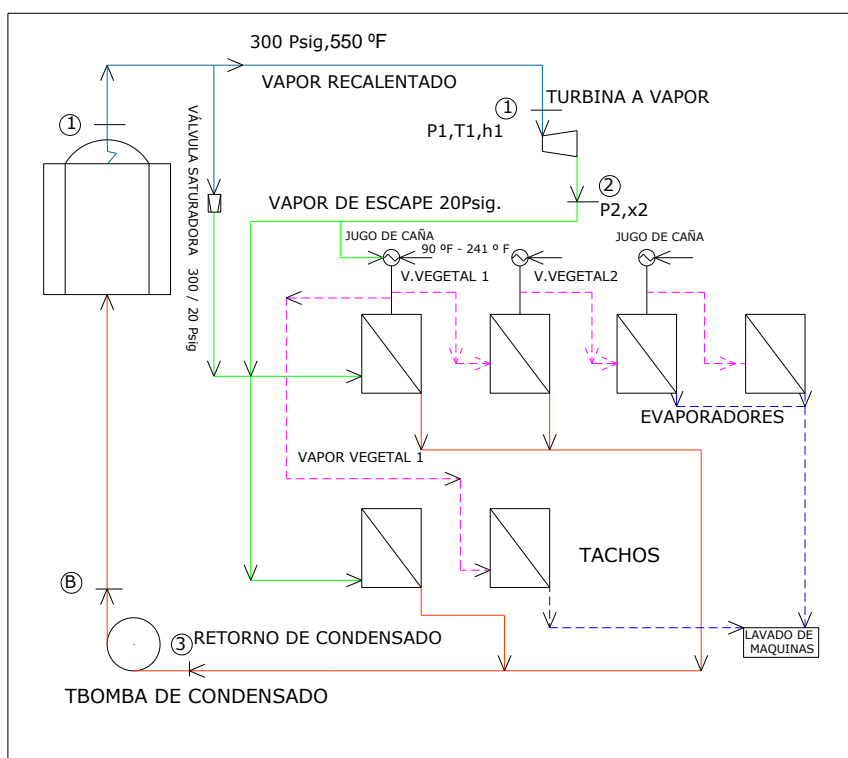 300 Psig,550 ºF
VAPOR RECALENTADO
TURBINA A VAPOR
1
1
P1,T1,h1
VÁLVULA SATURADORA 300 / 20 Psig
2
VAPOR DE ESCAPE 20Psig.
P2,x2
JUGO DE CAÑA
90 ºF - 241 º F
JUGO DE CAÑA
V.VEGETAL 1
V.VEGETAL2
EVAPORADORES
VAPOR VEGETAL 1
TACHOS
B
3
RETORNO DE CONDENSADO
LAVADO DE
MAQUINAS
TBOMBA DE CONDENSADO